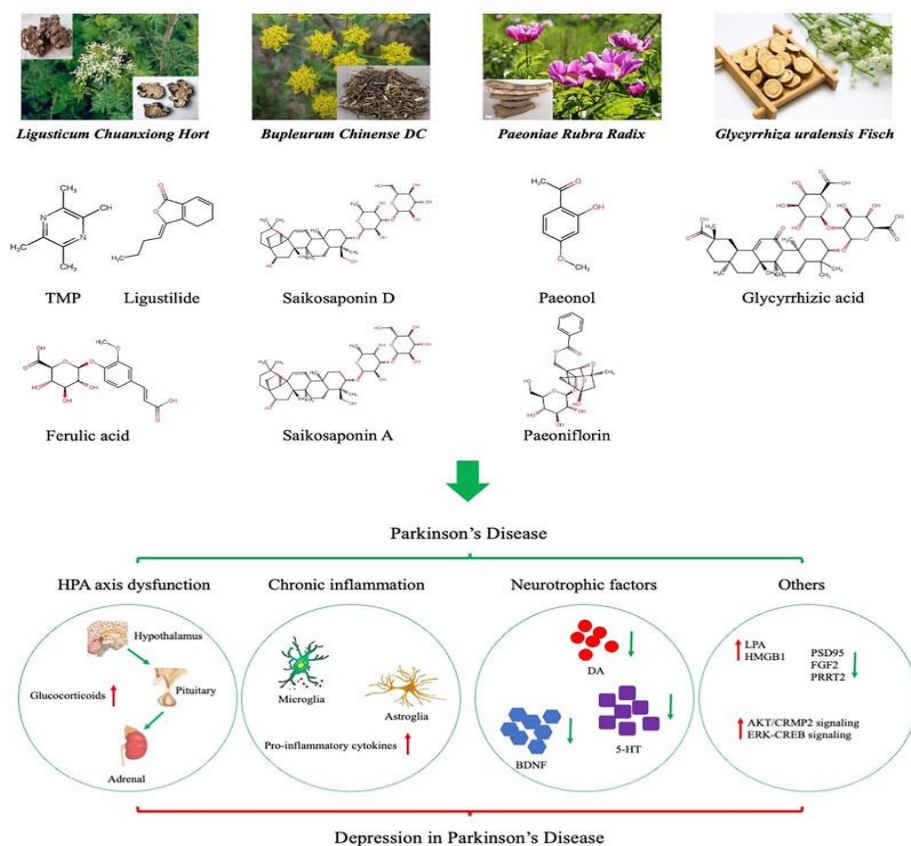 Ligusticum Chuanxiong Hort
Bupleurum Chinense DC
Paeoniae Rubra Radix
Glycyrrhiza uralensis Fisch
TMP
Ligustilide
Saikosaponin D
Paeonol
Glycyrrhizic acid
Ferulic acid
Saikosaponin A
Paeoniflorin
Parkinson’s Disease
HPA axis dysfunction
Chronic inflammation
Neurotrophic factors
Others
Hypothalamus
Glucocorticoids
Pituitary
Adrenal
Microglia
Astroglia
Pro-inflammatory cytokines
DA
BDNF
5-HT
LPA
HMGB1
PSD95
FGF2
PRRT2
AKT/CRMP2 signaling
ERK-CREB signaling
Depression in Parkinson’s Disease